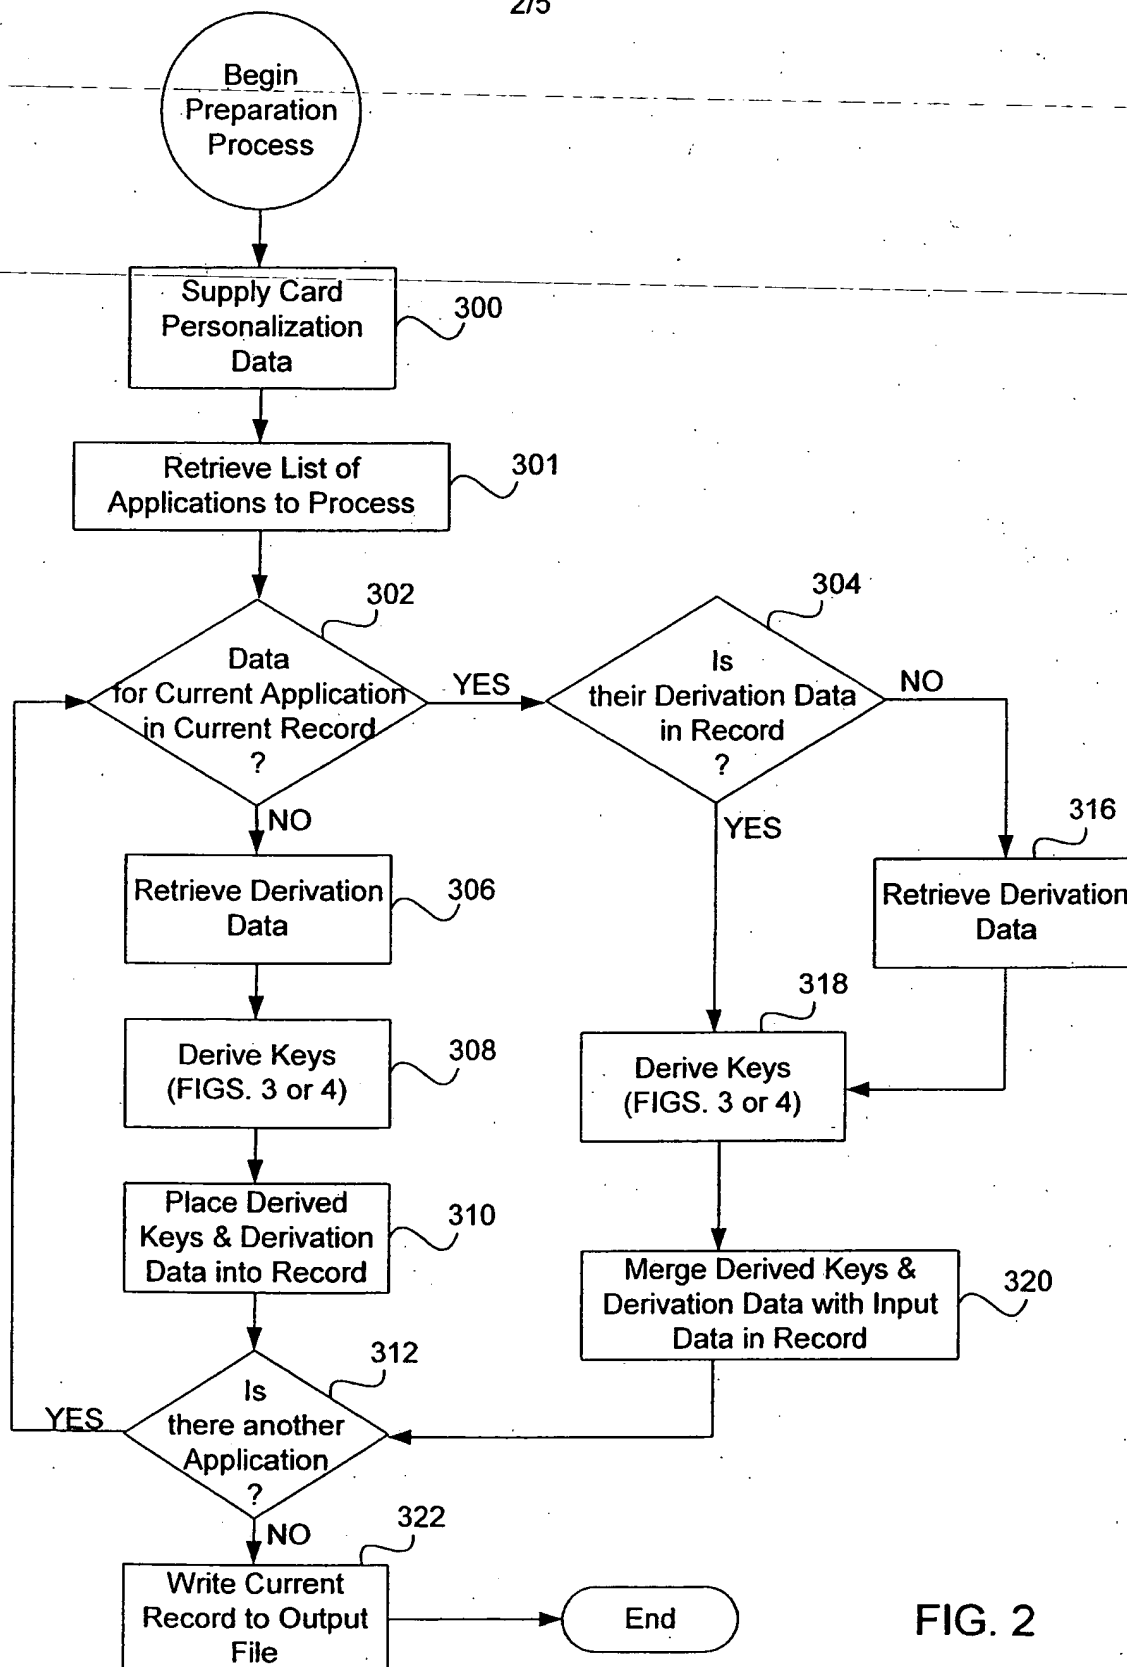 2/5
Begin
Preparation
Process
Supply Card
Personalization
Data
300
Retrieve List of
Applications to Process
301
302
Data
for Current Application
in Current Record
?
YES
NO
304
Is
their Derivation Data
in Record
?
NO
YES
316
Retrieve Derivation
Data
Retrieve Derivation
Data
306
318
Derive Keys
(FIGS. 3 or 4)
308
Derive Keys
(FIGS. 3 or 4)
Place Derived
Keys & Derivation
Data into Record
310
Merge Derived Keys &
Derivation Data with Input
Data in Record
320
312
Is
there another
Application
?
YES
NO
322
Write Current
Record to Output
File
End
FIG. 2